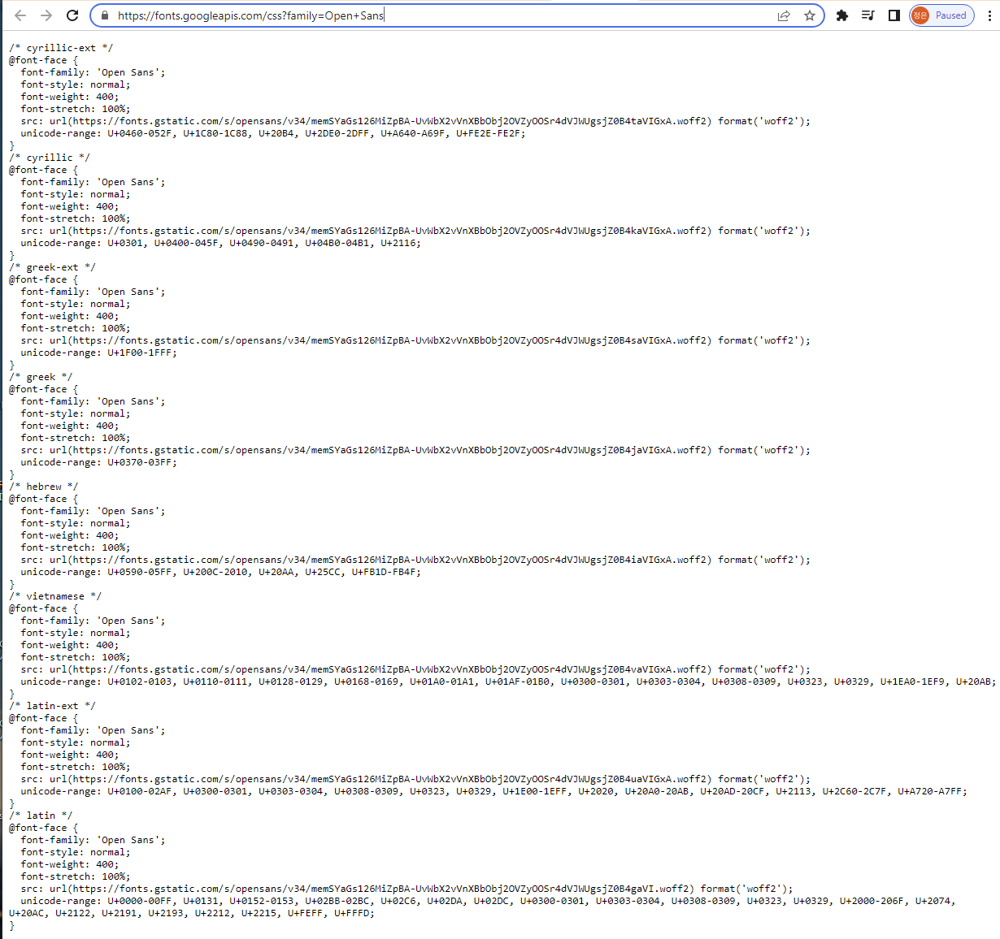 https://fonts.googleapis.com/css?family=Open+Sans
정은 Paused
/* cyrillic-ext */
@font-face {
  font-family: 'Open Sans';
  font-style: normal;
  font-weight: 400;
  font-stretch: 100%;
  src: url(https://fonts.gstatic.com/s/opensans/v34/memSYaGs126MiZpBA-UvWbX2vVnXBbObj2OVZyOOSr4dVJWUgsjZ0B4taVIGxA.woff2) format('woff2');
  unicode-range: U+0460-052F, U+1C80-1C88, U+20B4, U+2DE0-2DFF, U+A640-A69F, U+FE2E-FE2F;
}
/* cyrillic */
@font-face {
  font-family: 'Open Sans';
  font-style: normal;
  font-weight: 400;
  font-stretch: 100%;
  src: url(https://fonts.gstatic.com/s/opensans/v34/memSYaGs126MiZpBA-UvWbX2vVnXBbObj2OVZyOOSr4dVJWUgsjZ0B4kaVIGxA.woff2) format('woff2');
  unicode-range: U+0301, U+0400-045F, U+0490-0491, U+04B0-04B1, U+2116;
}
/* greek-ext */
@font-face {
  font-family: 'Open Sans';
  font-style: normal;
  font-weight: 400;
  font-stretch: 100%;
  src: url(https://fonts.gstatic.com/s/opensans/v34/memSYaGs126MiZpBA-UvWbX2vVnXBbObj2OVZyOOSr4dVJWUgsjZ0B4saVIGxA.woff2) format('woff2');
  unicode-range: U+1F00-1FFF;
}
/* greek */
@font-face {
  font-family: 'Open Sans';
  font-style: normal;
  font-weight: 400;
  font-stretch: 100%;
  src: url(https://fonts.gstatic.com/s/opensans/v34/memSYaGs126MiZpBA-UvWbX2vVnXBbObj2OVZyOOSr4dVJWUgsjZ0B4jaVIGxA.woff2) format('woff2');
  unicode-range: U+0370-03FF;
}
/* hebrew */
@font-face {
  font-family: 'Open Sans';
  font-style: normal;
  font-weight: 400;
  font-stretch: 100%;
  src: url(https://fonts.gstatic.com/s/opensans/v34/memSYaGs126MiZpBA-UvWbX2vVnXBbObj2OVZyOOSr4dVJWUgsjZ0B4iaVIGxA.woff2) format('woff2');
  unicode-range: U+0590-05FF, U+200C-2010, U+20AA, U+25CC, U+FB1D-FB4F;
}
/* vietnamese */
@font-face {
  font-family: 'Open Sans';
  font-style: normal;
  font-weight: 400;
  font-stretch: 100%;
  src: url(https://fonts.gstatic.com/s/opensans/v34/memSYaGs126MiZpBA-UvWbX2vVnXBbObj2OVZyOOSr4dVJWUgsjZ0B4vaVIGxA.woff2) format('woff2');
  unicode-range: U+0102-0103, U+0110-0111, U+0128-0129, U+0168-0169, U+01A0-01A1, U+01AF-01B0, U+0300-0301, U+0303-0304, U+0308-0309, U+0323, U+0329, U+1EA0-1EF9, U+20AB;
}
/* latin-ext */
@font-face {
  font-family: 'Open Sans';
  font-style: normal;
  font-weight: 400;
  font-stretch: 100%;
  src: url(https://fonts.gstatic.com/s/opensans/v34/memSYaGs126MiZpBA-UvWbX2vVnXBbObj2OVZyOOSr4dVJWUgsjZ0B4uaVIGxA.woff2) format('woff2');
  unicode-range: U+0100-02AF, U+0300-0301, U+0303-0304, U+0308-0309, U+0323, U+0329, U+1E00-1EFF, U+2020, U+20A0-20AB, U+20AD-20CF, U+2113, U+2C60-2C7F, U+A720-A7FF;
}
/* latin */
@font-face {
  font-family: 'Open Sans';
  font-style: normal;
  font-weight: 400;
  font-stretch: 100%;
  src: url(https://fonts.gstatic.com/s/opensans/v34/memSYaGs126MiZpBA-UvWbX2vVnXBbObj2OVZyOOSr4dVJWUgsjZ0B4gaVI.woff2) format('woff2');
  unicode-range: U+0000-00FF, U+0131, U+0152-0153, U+02BB-02BC, U+02C6, U+02DA, U+02DC, U+0300-0301, U+0303-0304, U+0308-0309, U+0323, U+0329, U+2000-206F, U+2074,
U+20AC, U+2122, U+2191, U+2193, U+2212, U+2215, U+FEFF, U+FFFD;
}